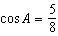 cos A = 5/8